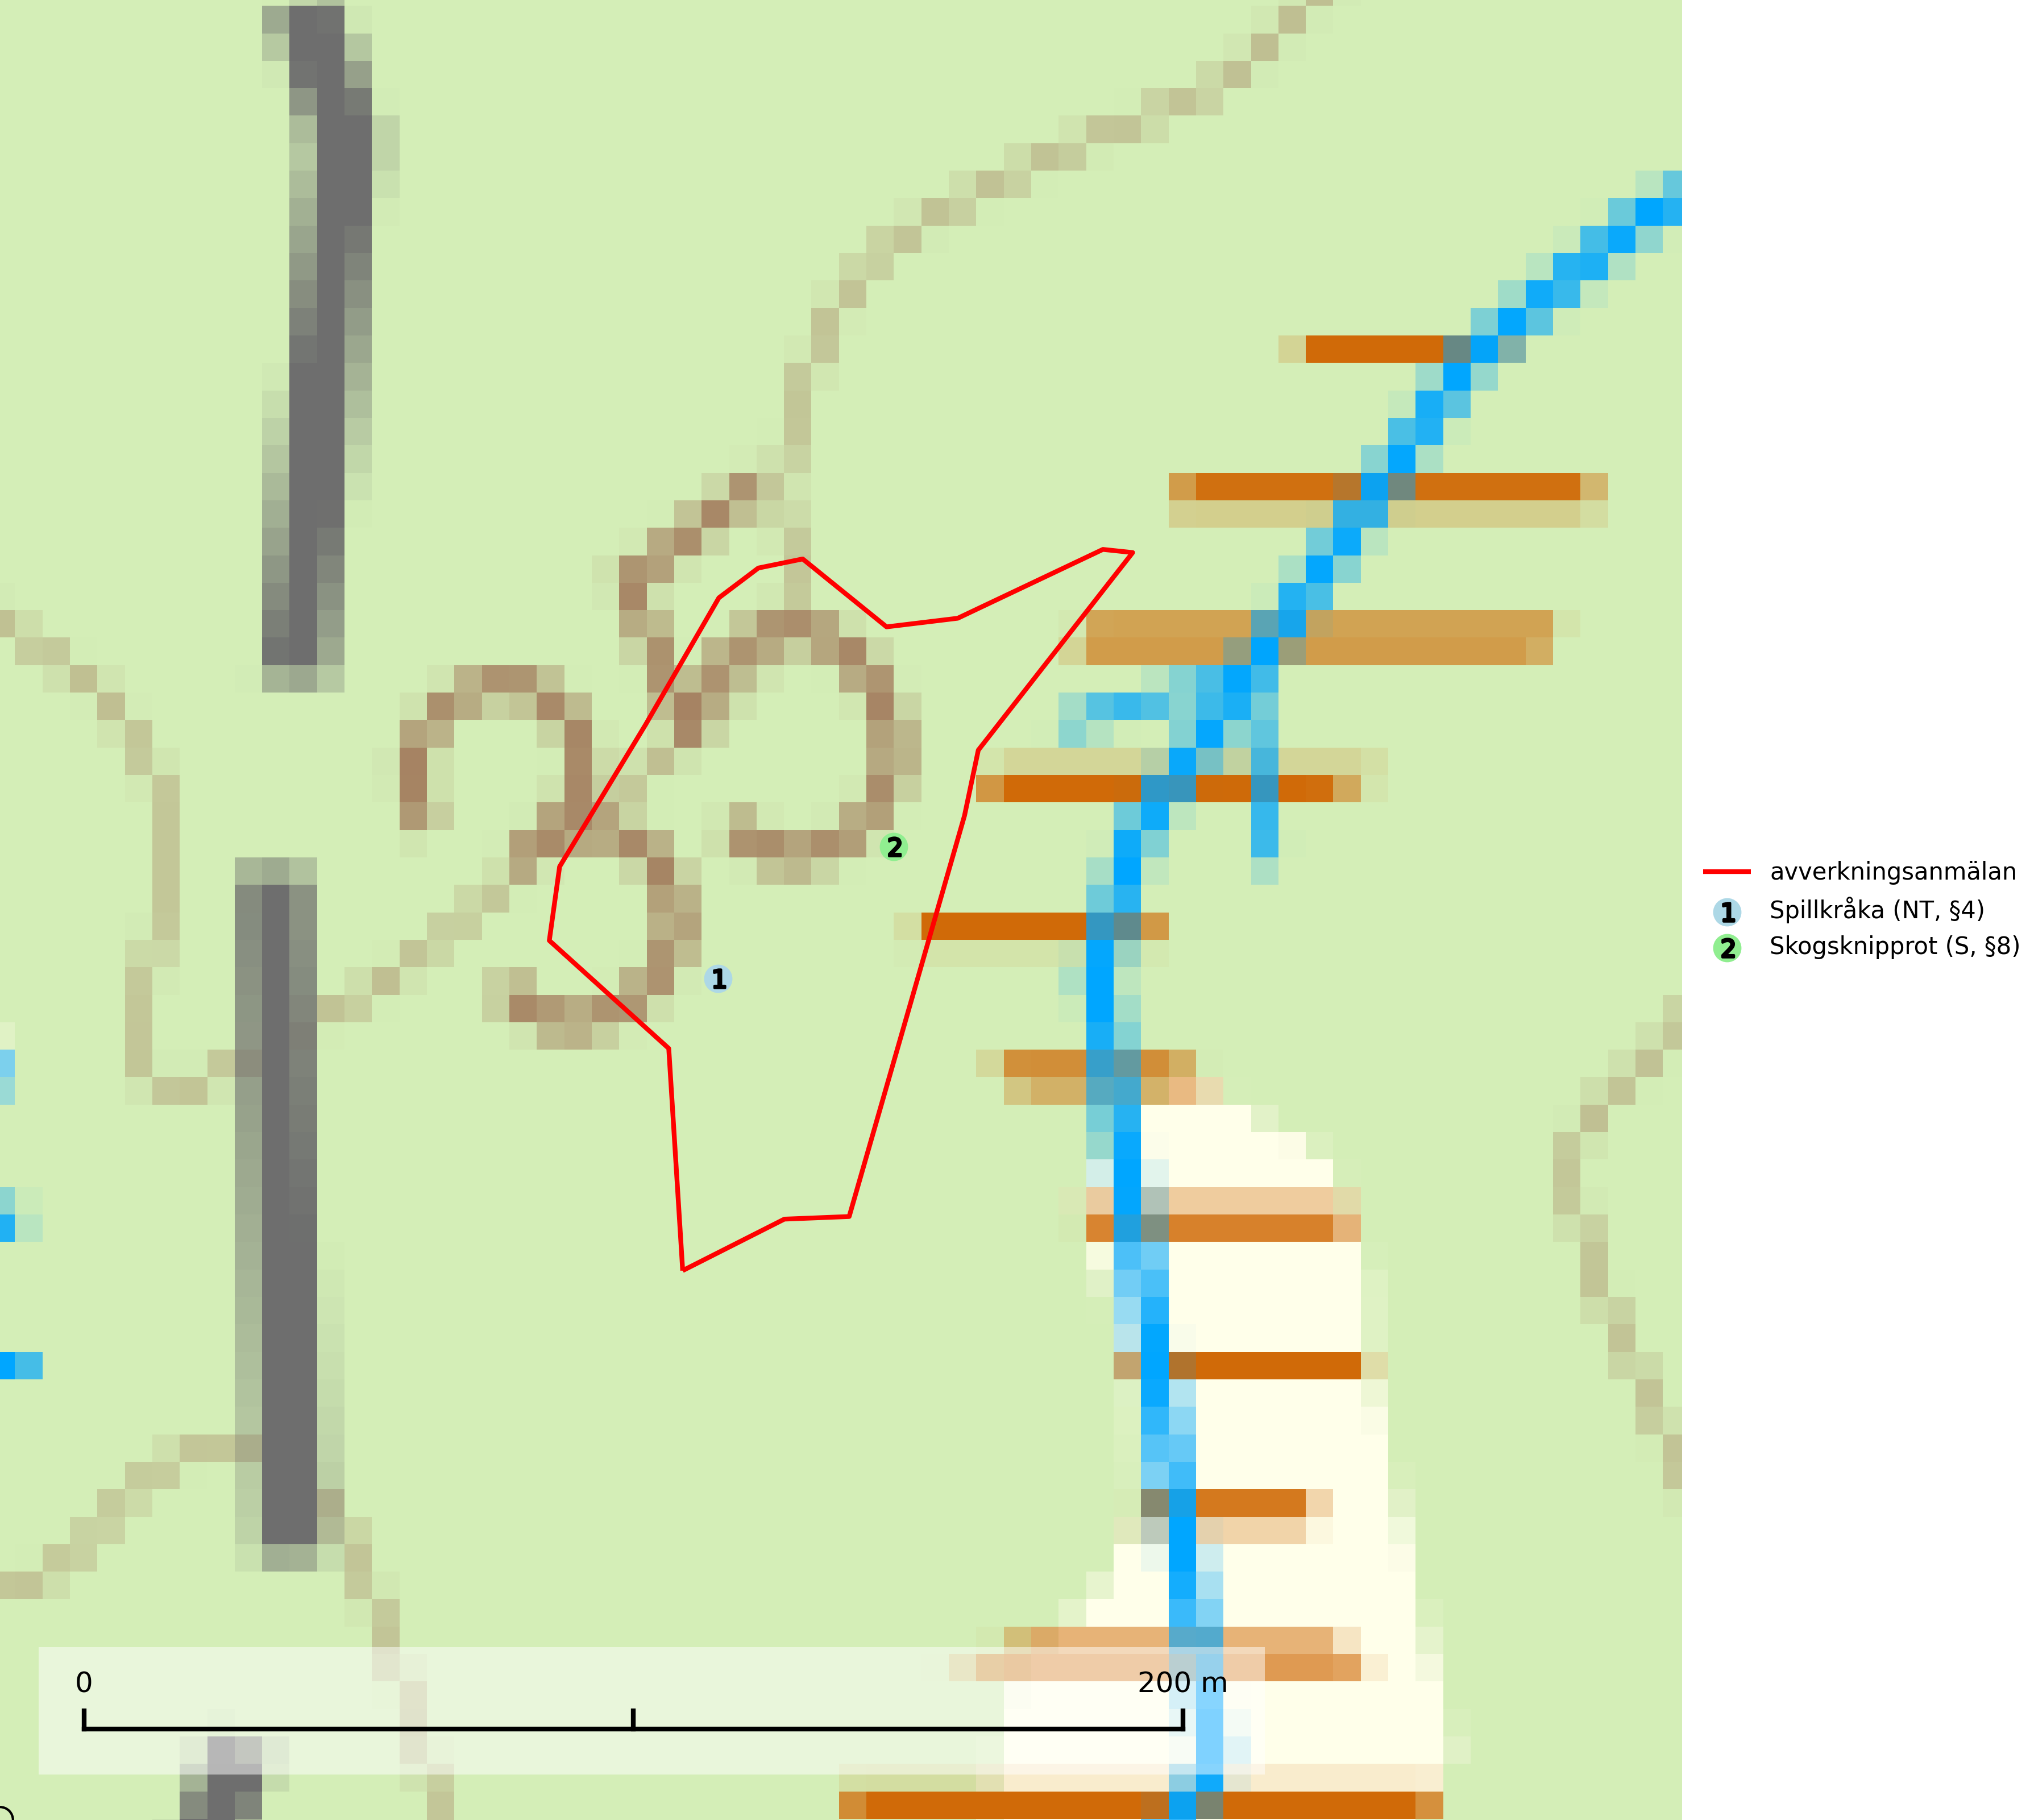 2
1
avverkningsanmälan
1 Spillkråka (NT, §4)
2 Skogsknipprot (S, §8)
0 200 m